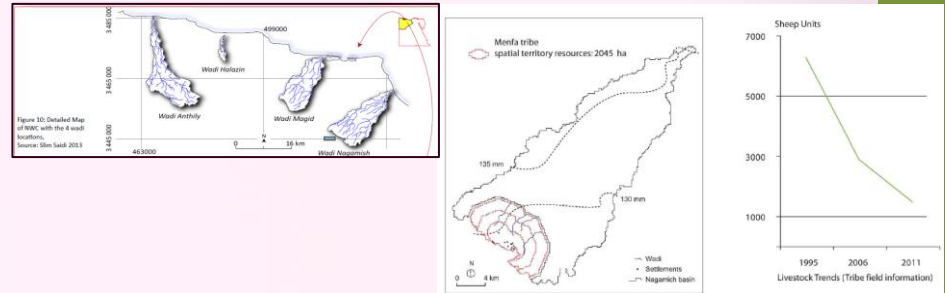 3 485 000
499000
Wadi Halazin
3 465 000
Wadi Anthily
Wadi Magid
Figure 10: Detailed Map
of NWC with the 4 wadi
locations,
Source: Slim Saidi 2013
3 445 000
N
0 16 km
Wadi Nagamish
463000
Menfa tribe
spatial territory resources: 2045 ha
135 mm
130 mm
N
0 4 km
Wadi
Settlements
Nagamich basin
Sheep Units
7000
5000
3000
1000
1995 2006 2011
Livestock Trends (Tribe field information)